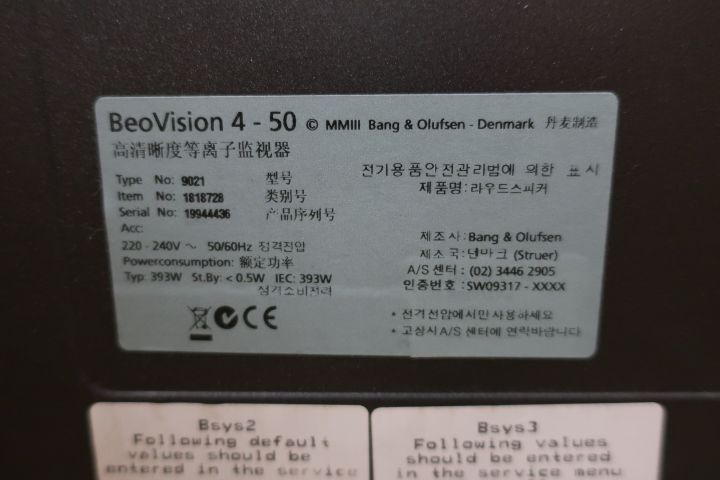 BeoVision 4 - 50 © MMIII Bang & Olufsen - Denmark 丹麦制造
高清晰度等离子监视器
Type No: 9021 型号
Item No: 1818728 类别号
Serial No: 19944436 产品序列号
Acc:
220 - 240V ~ 50/60Hz 정격전압
Powerconsumption: 额定功率
Typ: 393W St.By: < 0.5W IEC: 393W
정격소비전력
CE
전기용품안전관리법에 의한 표시
제품명: 라우드스피커
제조사: Bang & Olufsen
제조국: 덴마크 (Struer)
A/S 센터: (02) 3446 2905
인증번호: SW09317 - XXXX
* 전격전압에서만 사용하세요
* 고장시 A/S 센터에 연락바랍니다
Bsys2
Following default
values should be
entered in the service
Bsys3
Following values
should be entered
in the service menu